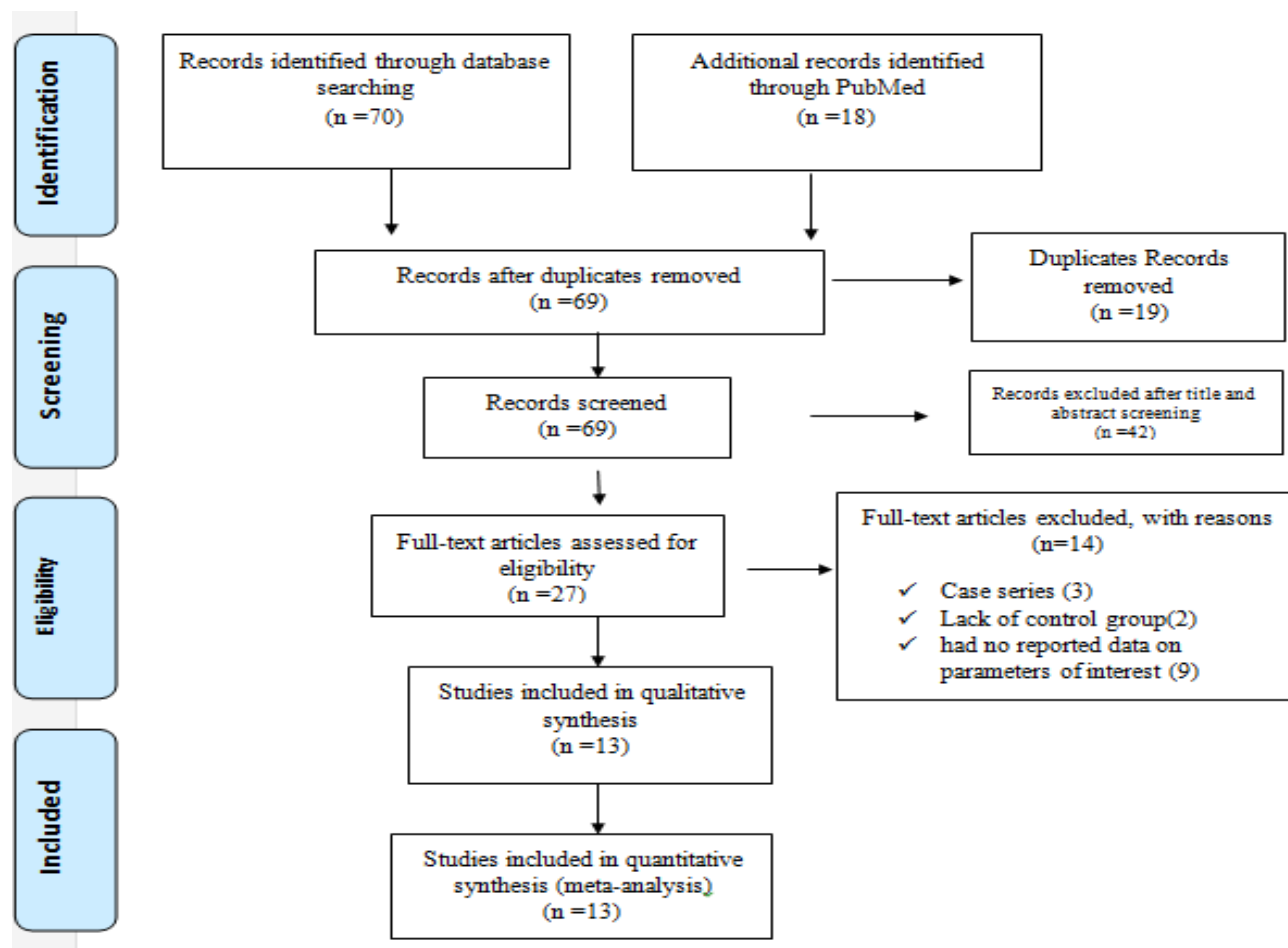 Identification
Records identified through database
searching
(n =70)
Additional records identified
through PubMed
(n =18)
Screening
Records after duplicates removed
(n =69)
Duplicates Records
removed
(n =19)
Records screened
(n =69)
Records excluded after title and
abstract screening
(n =42)
Eligibility
Full-text articles assessed for
eligibility
(n =27)
Full-text articles excluded, with reasons
(n=14)
✓ Case series (3)
✓ Lack of control group(2)
✓ had no reported data on
parameters of interest (9)
Studies included in qualitative
synthesis
(n =13)
Included
Studies included in quantitative
synthesis (meta-analysis)
(n =13)